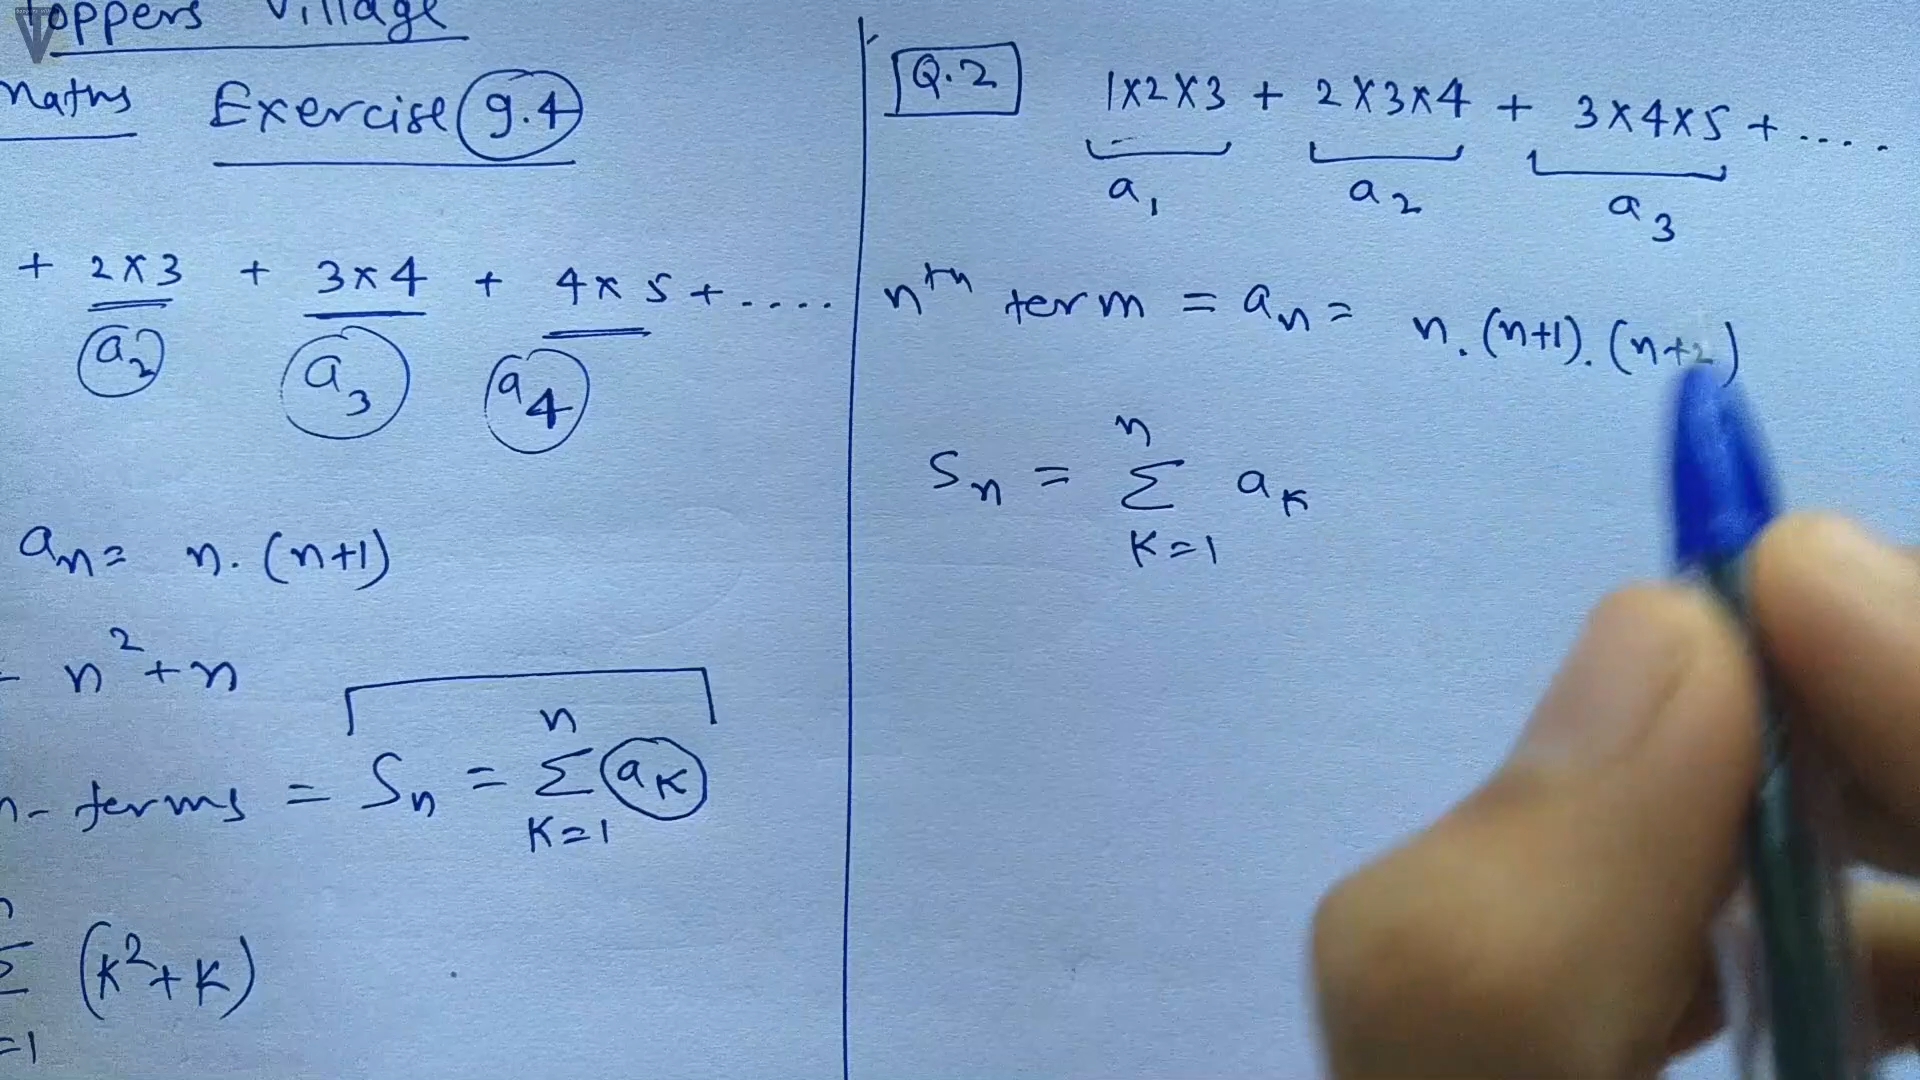 Toppers Village
Maths Exercise 9.4
+ 2×3 + 3×4 + 4×5 + ....
a₂ a₃ a₄
aₙ = n.(n+1)
n² + n
n- terms = Sₙ = Σ aₖ
n
K=1
(K²+K)
=1
Q.2 1×2×3 + 2×3×4 + 3×4×5 + ....
a₁ a₂ a₃
nᵗʰ term = aₙ = n.(n+1).(n+2)
n
Sₙ = Σ aₖ
K=1